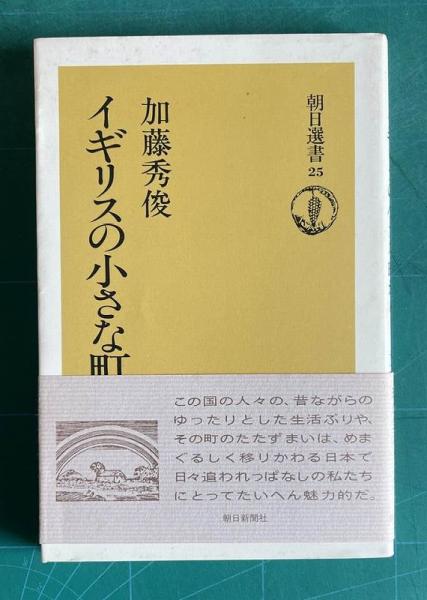 朝日選書 25
加藤秀俊
イギリスの小さな町
この国の人々の、昔ながらの
ゆったりとした生活ぶりや、
その町のたたずまいは、めま
ぐるしく移りかわる日本で
日々追われっぱなしの私たち
にとってたいへん魅力的だ。
朝日新聞社